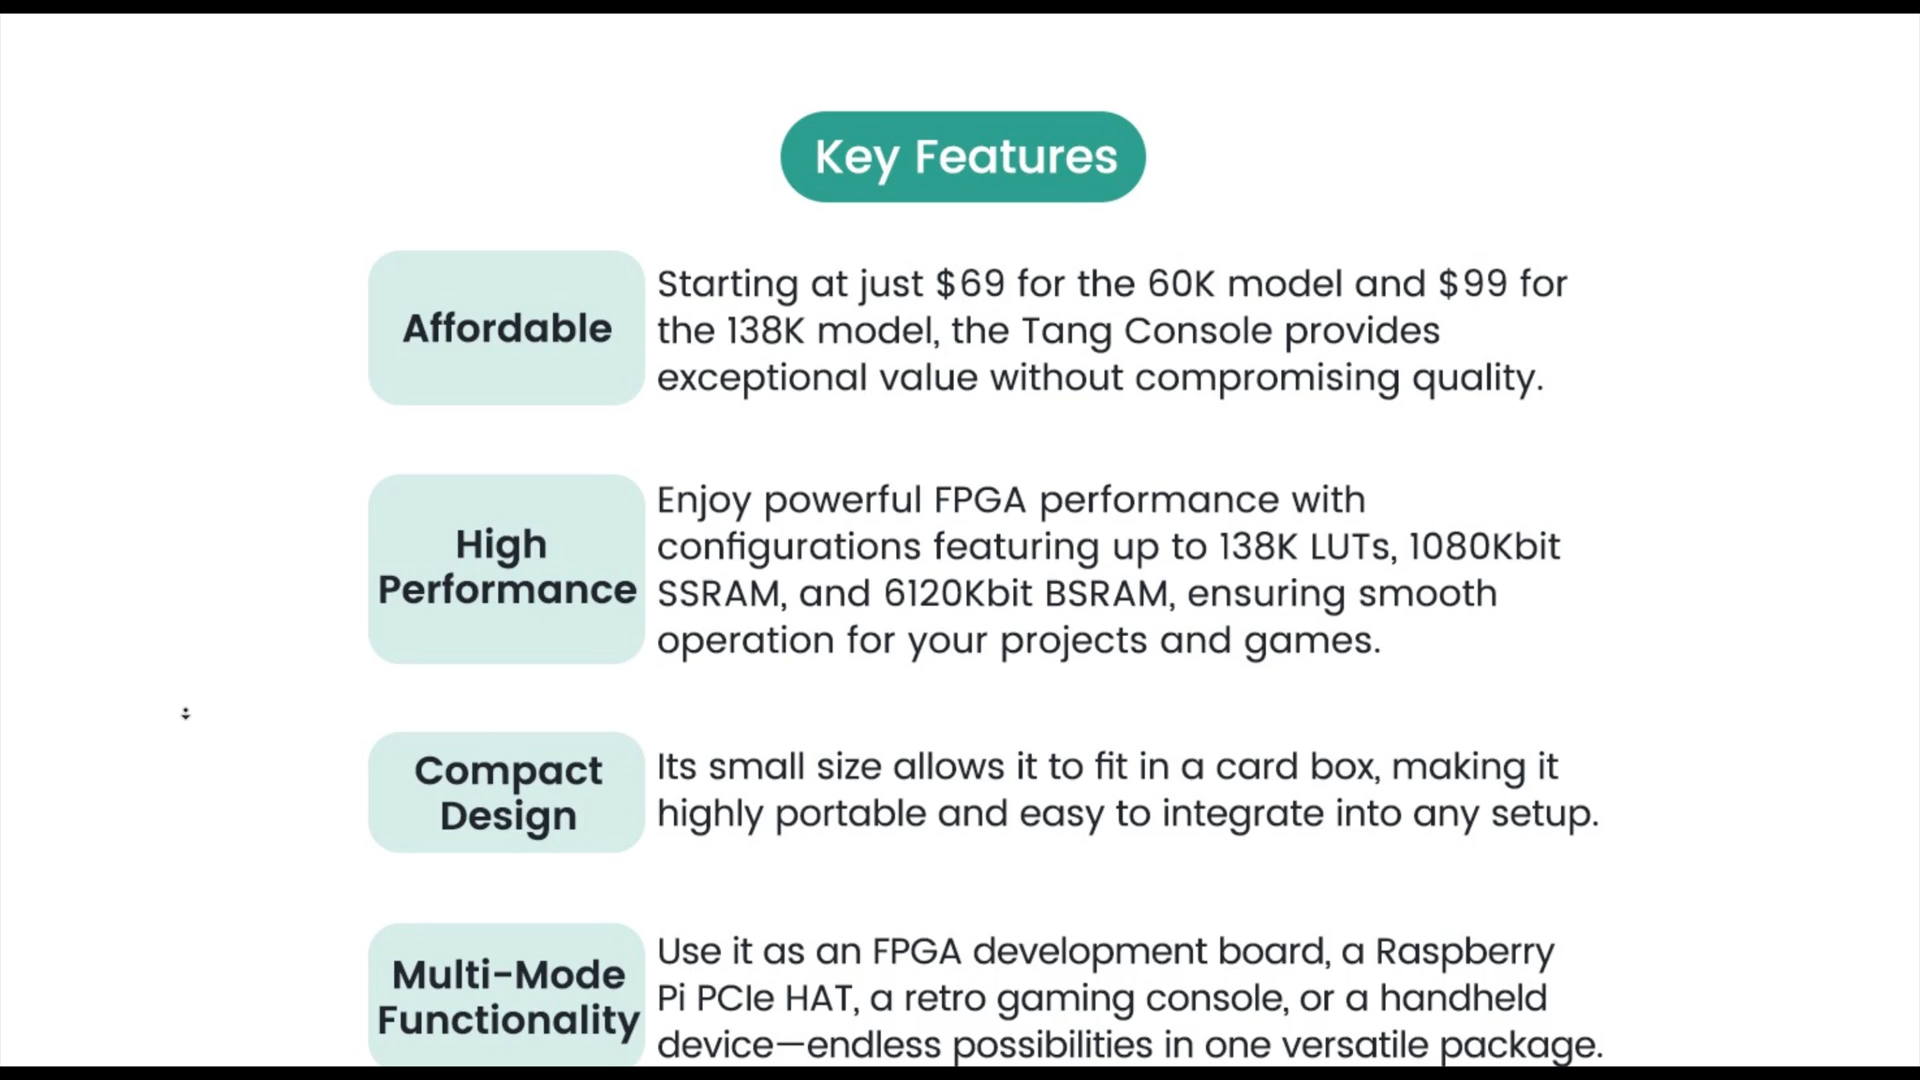 Key Features
Affordable
Starting at just $69 for the 60K model and $99 for
the 138K model, the Tang Console provides
exceptional value without compromising quality.
High
Performance
Enjoy powerful FPGA performance with
configurations featuring up to 138K LUTs, 1080Kbit
SSRAM, and 6120Kbit BSRAM, ensuring smooth
operation for your projects and games.
Compact
Design
Its small size allows it to fit in a card box, making it
highly portable and easy to integrate into any setup.
Multi-Mode
Functionality
Use it as an FPGA development board, a Raspberry
Pi PCIe HAT, a retro gaming console, or a handheld
device—endless possibilities in one versatile package.